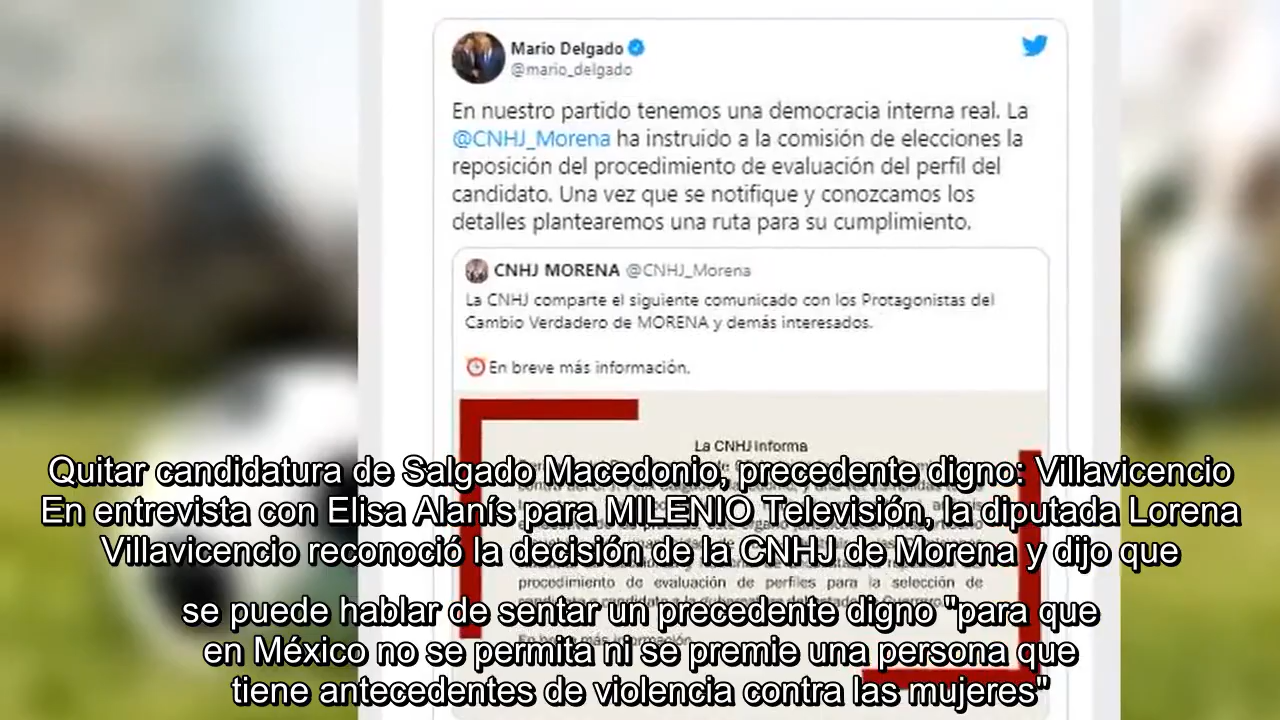 Mario Delgado
@mario_delgado
En nuestro partido tenemos una democracia interna real. La
@CNHJ_Morena ha instruido a la comisión de elecciones la
reposición del procedimiento de evaluación del perfil del
candidato. Una vez que se notifique y conozcamos los
detalles plantearemos una ruta para su cumplimiento.
CNHJ MORENA @CNHJ_Morena
La CNHJ comparte el siguiente comunicado con los Protagonistas del
Cambio Verdadero de MORENA y demás interesados.
En breve más información.
La CNHJ Informa
Quitar candidatura de Salgado Macedonio, precedente digno: Villavicencio
En entrevista con Elisa Alanís para MILENIO Televisión, la diputada Lorena
Villavicencio reconoció la decisión de la CNHJ de Morena y dijo que
procedimiento de evaluación de perfiles para la selección de
se puede hablar de sentar un precedente digno "para que
en México no se permita ni se premie una persona que
tiene antecedentes de violencia contra las mujeres"